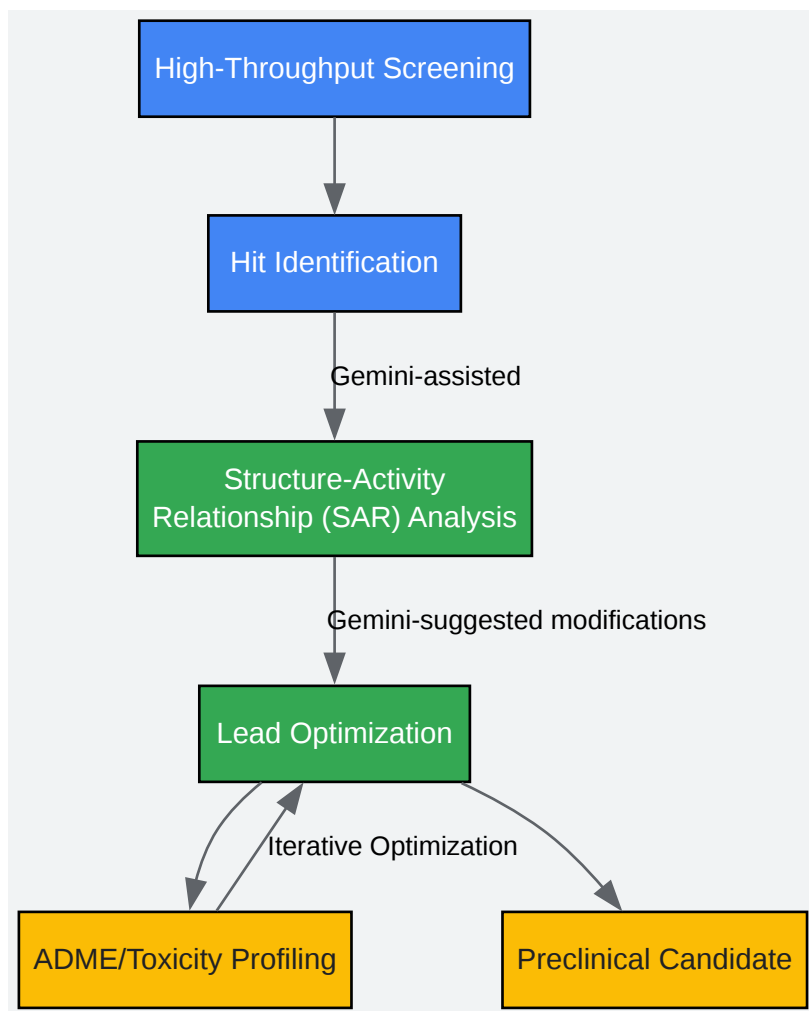 High-Throughput Screening
Hit Identification
Gemini-assisted
Structure-Activity
Relationship (SAR) Analysis
Gemini-suggested modifications
Lead Optimization
Iterative Optimization
ADME/Toxicity Profiling
Preclinical Candidate